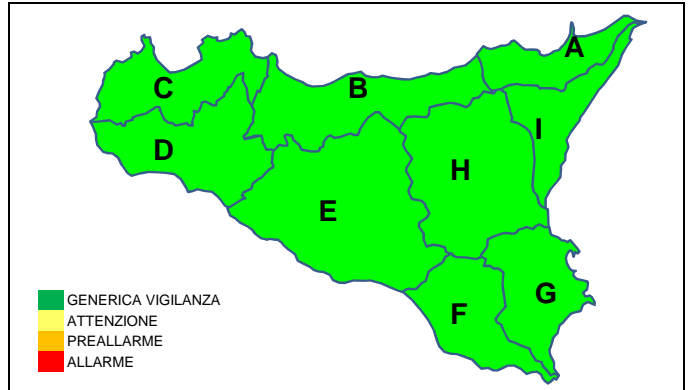 A
B
C
I
D
H
E
G
F
GENERICA VIGILANZA
ATTENZIONE
PREALLARME
ALLARME